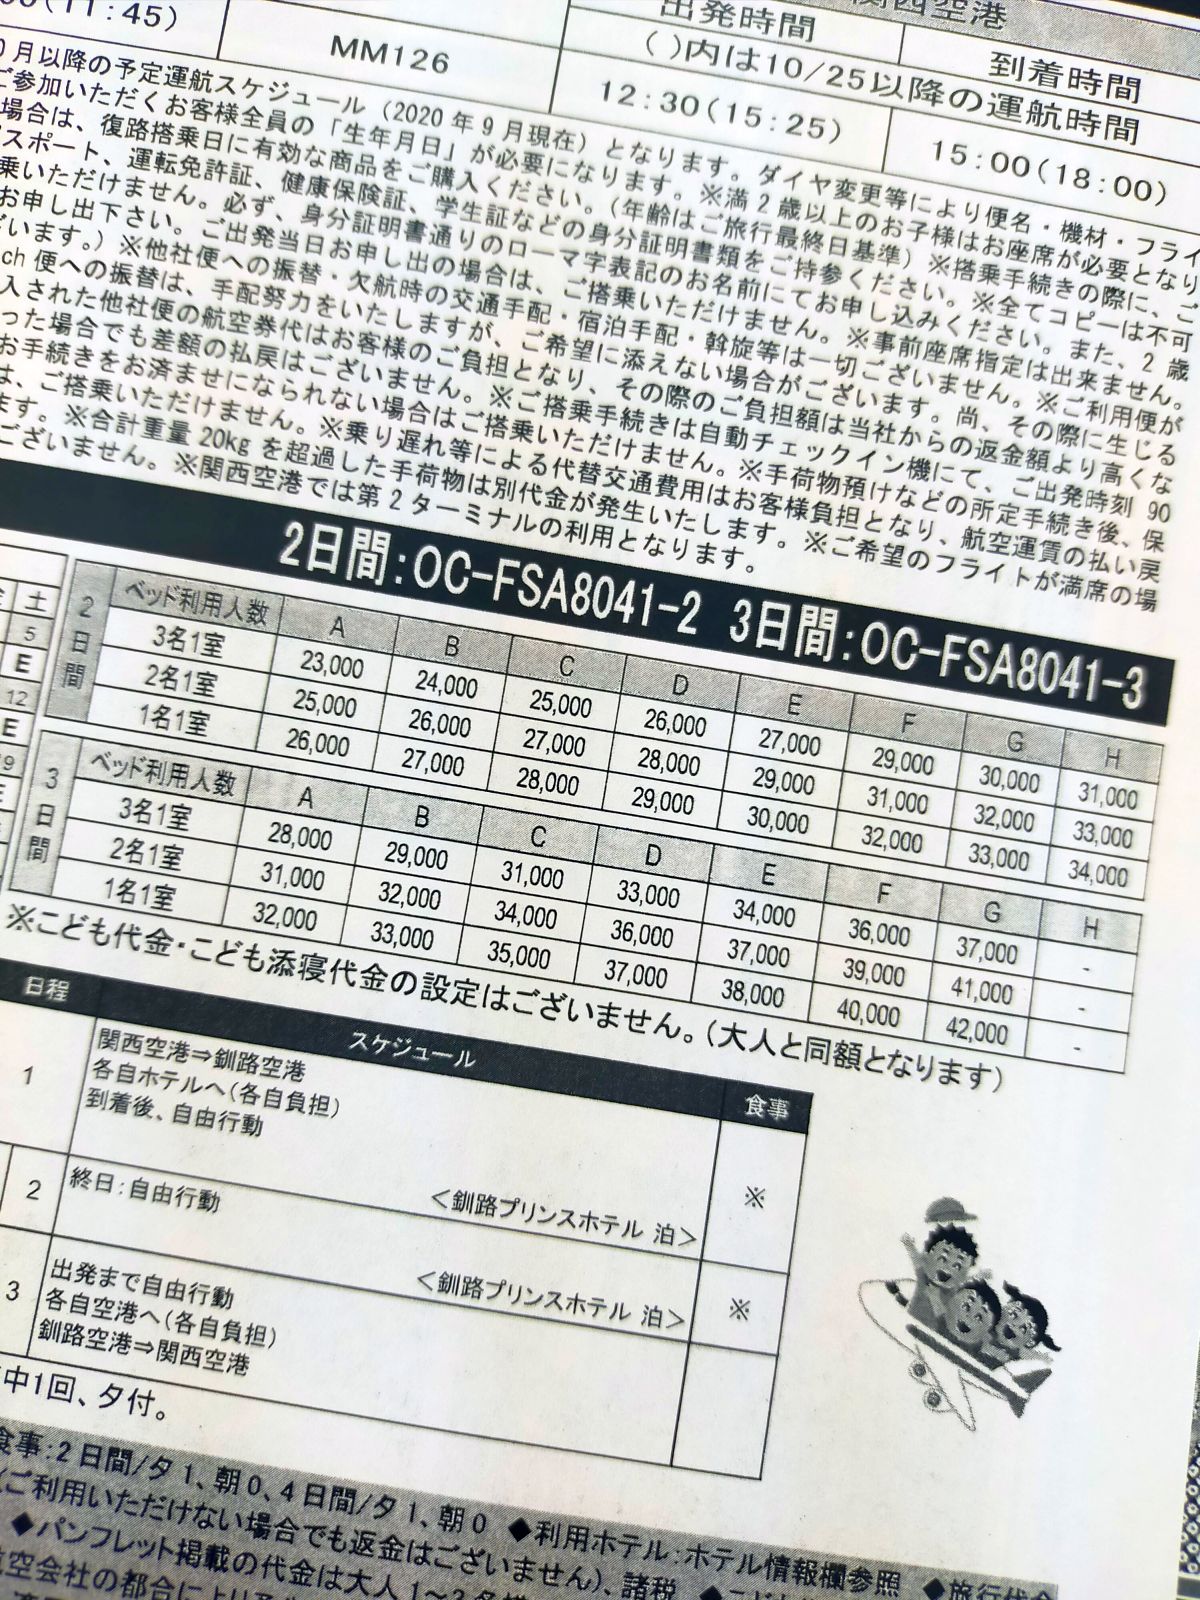 (11:45)
MM126
出発時間
関西空港
到着時間
( )内は10/25以降の運航時間
12:30(15:25)
15:00(18:00)
月以降の予定運航スケジュール(2020年9月現在)となります。ダイヤ変更等により便名・機材・フライ
ご参加いただくお客様全員の「生年月日」が必要になります。※満2歳以上のお子様はお座席が必要となり
場合は、復路搭乗日に有効な商品をご購入ください。(年齢はご旅行最終日基準)※搭乗手続きの際に、ご
スポート、運転免許証、健康保険証、学生証などの身分証明書類をご持参ください。※全てコピーは不可
乗いただけません。必ず、身分証明書通りのローマ字表記のお名前にてお申し込みください。また、2歳
お申し出下さい。ご出発当日お申し出の場合は、ご搭乗いただけません。※事前座席指定は出来ません。
います。)※他社便への振替・欠航時の交通手配・宿泊手配・斡旋等は一切ございません。※ご利用便が
ch便への振替は、手配努力をいたしますが、ご希望に添えない場合がございます。尚、その際に生じる
入された他社便の航空券代はお客様のご負担となり、その際のご負担額は当社からの返金額より高くな
った場合でも差額の払戻はございません。※ご搭乗手続きは自動チェックイン機にて、ご出発時刻90
お手続きをお済ませになられない場合はご搭乗いただけません。※手荷物預けなどの所定手続き後、保
は、ご搭乗いただけません。※乗り遅れ等による代替交通費用はお客様負担となり、航空運賃の払い戻
ます。※合計重量20kgを超過した手荷物は別代金が発生いたします。※ご希望のフライトが満席の場
ございません。※関西空港では第2ターミナルの利用となります。
2日間:OC-FSA8041-2 3日間:OC-FSA8041-3
土
5
E
12
E
19
2日間
ベッド利用人数 A B C D E F G H
3名1室 23,000 24,000 25,000 26,000 27,000 29,000 30,000 31,000
2名1室 25,000 26,000 27,000 28,000 29,000 31,000 32,000 33,000
1名1室 26,000 27,000 28,000 29,000 30,000 32,000 33,000 34,000
3日間
ベッド利用人数 A B C D E F G H
3名1室 28,000 29,000 31,000 33,000 34,000 36,000 37,000 -
2名1室 31,000 32,000 34,000 36,000 37,000 39,000 41,000 -
1名1室 32,000 33,000 35,000 37,000 38,000 40,000 42,000 -
※こども代金・こども添寝代金の設定はございません。(大人と同額となります)
日程 スケジュール 食事
1 関西空港⇒釧路空港
各自ホテルへ(各自負担)
到着後、自由行動
<釧路プリンスホテル 泊> ※
2 終日:自由行動
<釧路プリンスホテル 泊> ※
3 出発まで自由行動
各自空港へ(各自負担)
釧路空港⇒関西空港
中1回、夕付。
食事:2日間/夕1、朝0、4日間/夕1、朝0 ◆利用ホテル:ホテル情報欄参照 ◆旅行代金
(ご利用いただけない場合でも返金はございません)、諸税
◆パンフレット掲載の代金は大人1~3名様
航空会社の都合により